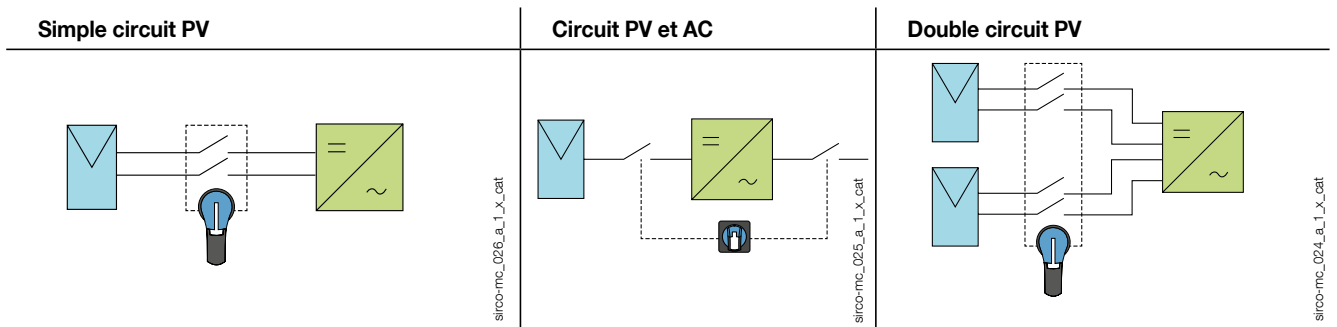 Simple circuit PV
Circuit PV et AC
Double circuit PV
sirco-mc_026_a_1_x_cat
sirco-mc_025_a_1_x_cat
sirco-mc_024_a_1_x_cat